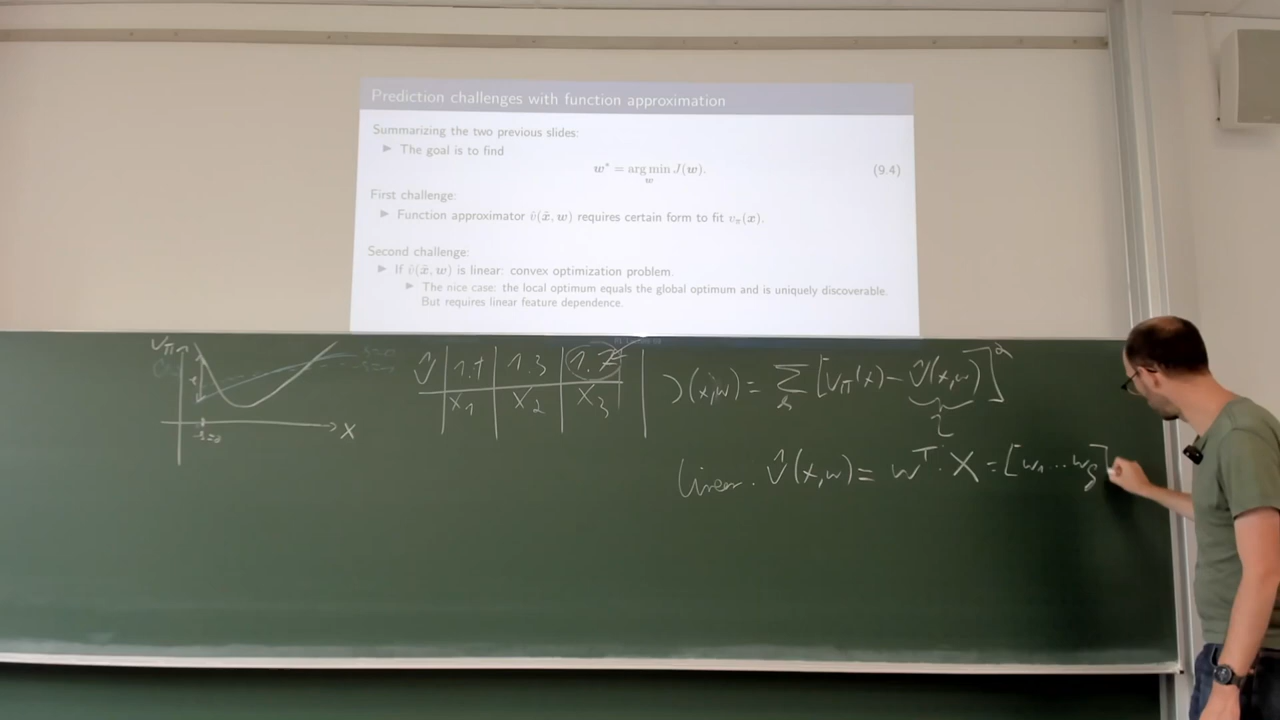 Prediction challenges with function approximation
Summarizing the two previous slides:
▶ The goal is to find
w* = arg min J(w).
w
(9.4)
First challenge:
▶ Function approximator v̂(x̃, w) requires certain form to fit vπ(x).
Second challenge:
▶ If v̂(x̃, w) is linear: convex optimization problem.
▶ The nice case: the local optimum equals the global optimum and is uniquely discoverable.
But requires linear feature dependence.
Vπ
X
V̂ | 1.1 | 1.3 |
X₁ | X₂ | X₃
J(x,w) = Σ [Vπ(x) − V̂(x,w)]²
k
linear. V̂(x,w) = wᵀ · X = [w₁ ... wζ]